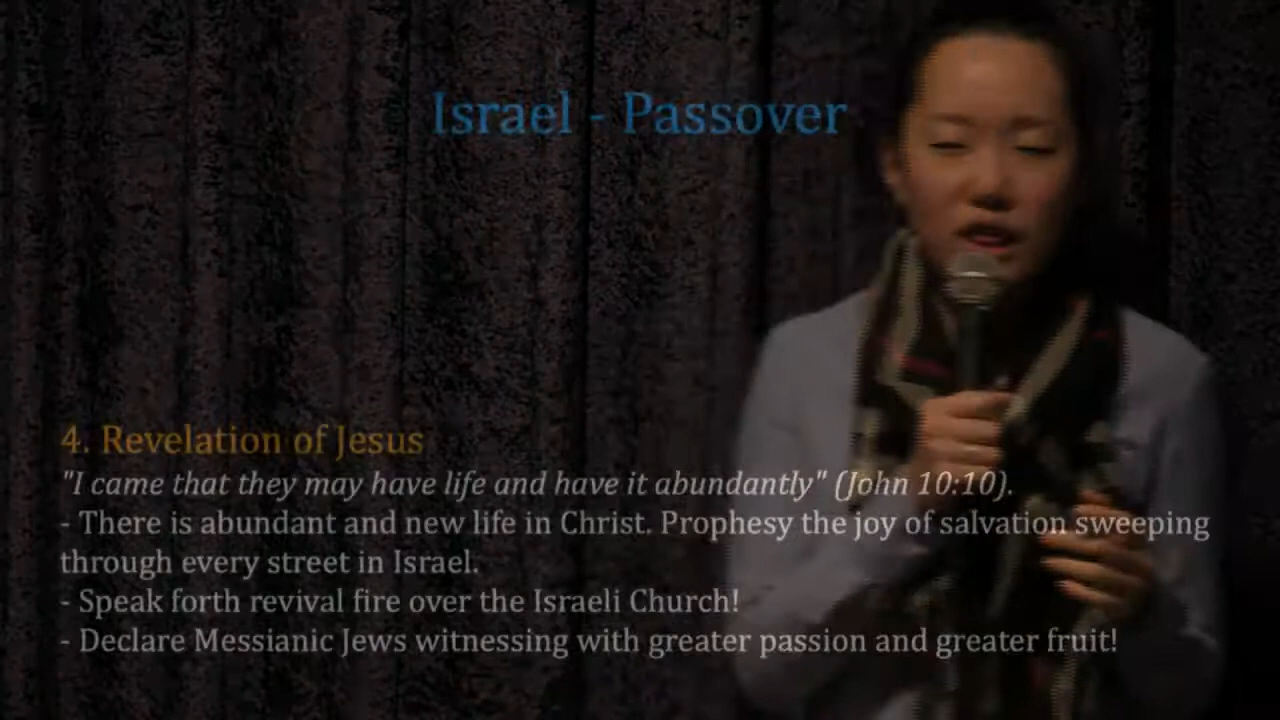 Israel - Passover
4. Revelation of Jesus
"I came that they may have life and have it abundantly" (John 10:10).
- There is abundant and new life in Christ. Prophesy the joy of salvation sweeping
through every street in Israel.
- Speak forth revival fire over the Israeli Church!
- Declare Messianic Jews witnessing with greater passion and greater fruit!